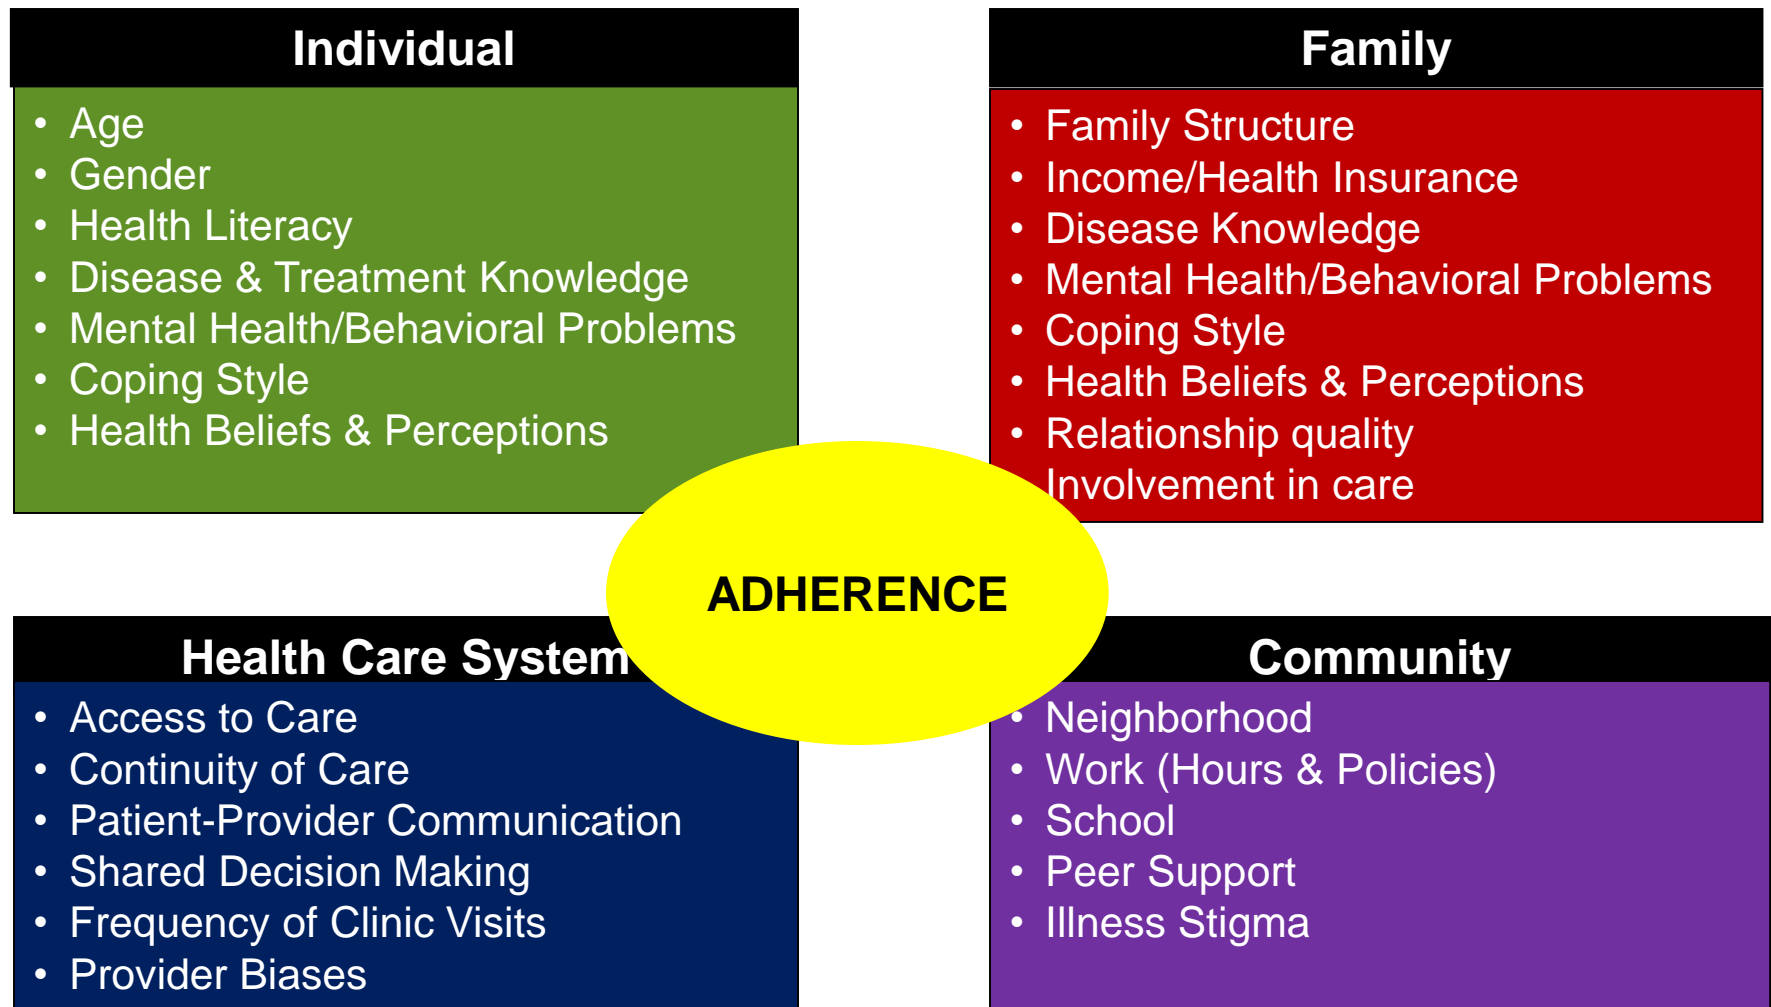 Individual
• Age
• Gender
• Health Literacy
• Disease & Treatment Knowledge
• Mental Health/Behavioral Problems
• Coping Style
• Health Beliefs & Perceptions
Family
• Family Structure
• Income/Health Insurance
• Disease Knowledge
• Mental Health/Behavioral Problems
• Coping Style
• Health Beliefs & Perceptions
• Relationship quality
Involvement in care
ADHERENCE
Health Care System
• Access to Care
• Continuity of Care
• Patient-Provider Communication
• Shared Decision Making
• Frequency of Clinic Visits
• Provider Biases
Community
• Neighborhood
• Work (Hours & Policies)
• School
• Peer Support
• Illness Stigma